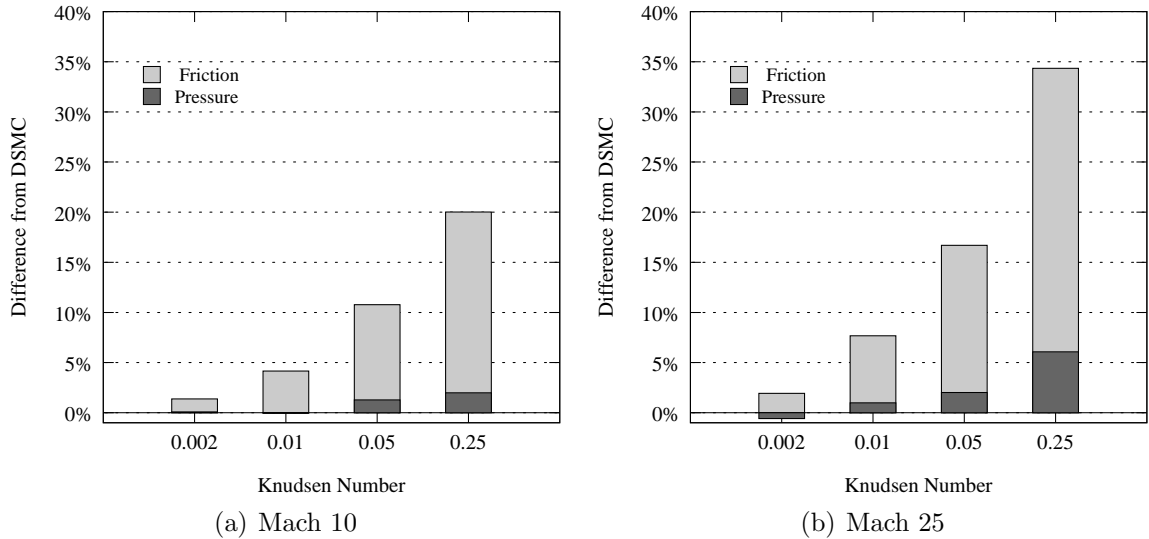 40%
35%
30%
25%
20%
15%
10%
5%
0%
Difference from DSMC
Friction
Pressure
0.002 0.01 0.05 0.25
Knudsen Number
(a) Mach 10
40%
35%
30%
25%
20%
15%
10%
5%
0%
Difference from DSMC
Friction
Pressure
0.002 0.01 0.05 0.25
Knudsen Number
(b) Mach 25